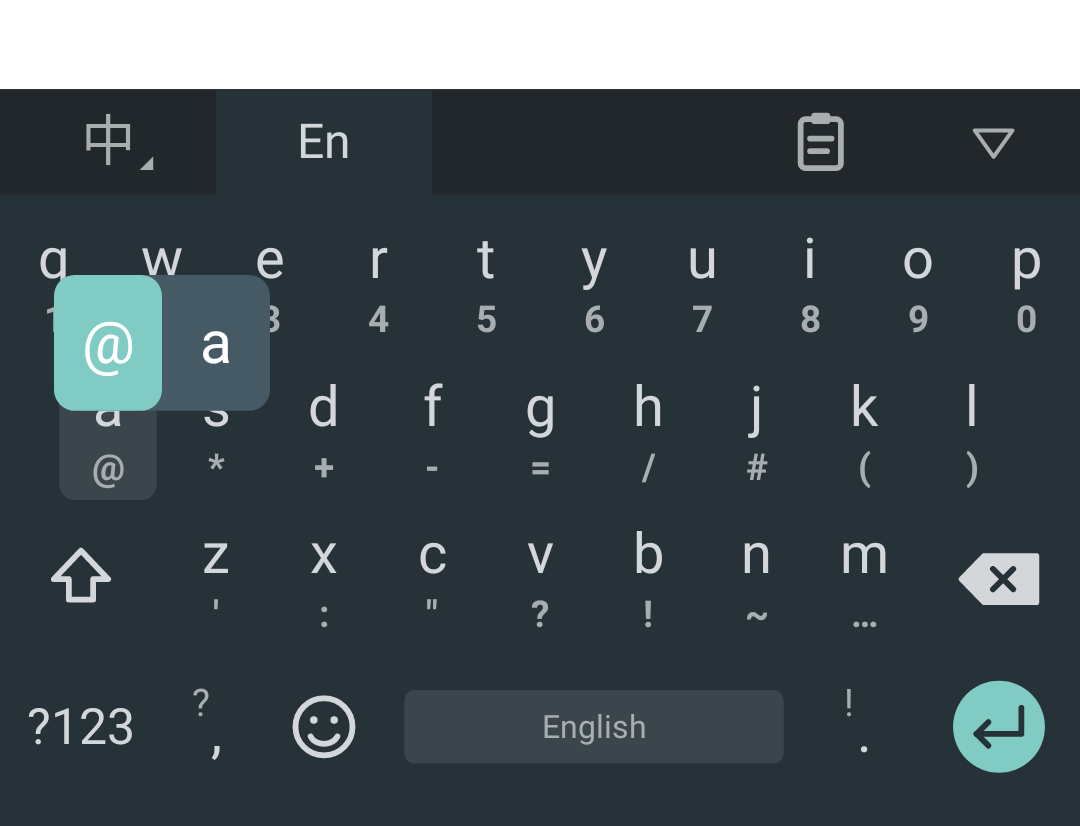 中 En
q w e r t y u i o p
3 4 5 6 7 8 9 0
@ a
a s d f g h j k l
@ * + - = / # ( )
z x c v b n m
' : " ? ! ~ …
?123 ? , English ! .